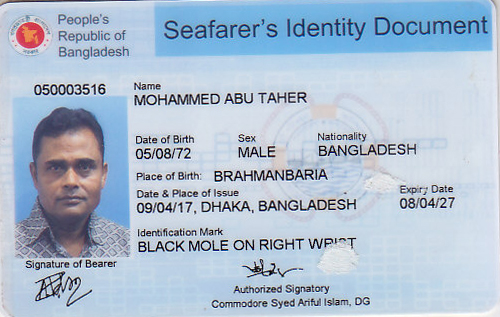 People's
Republic of
Bangladesh
Seafarer's Identity Document
050003516
Name
MOHAMMED ABU TAHER
Date of Birth Sex Nationality
05/08/72 MALE BANGLADESH
Place of Birth: BRAHMANBARIA
Date & Place of Issue Expiry Date
09/04/17, DHAKA, BANGLADESH 08/04/27
Identification Mark
BLACK MOLE ON RIGHT WRIST
Signature of Bearer
Authorized Signatory
Commodore Syed Ariful Islam, DG